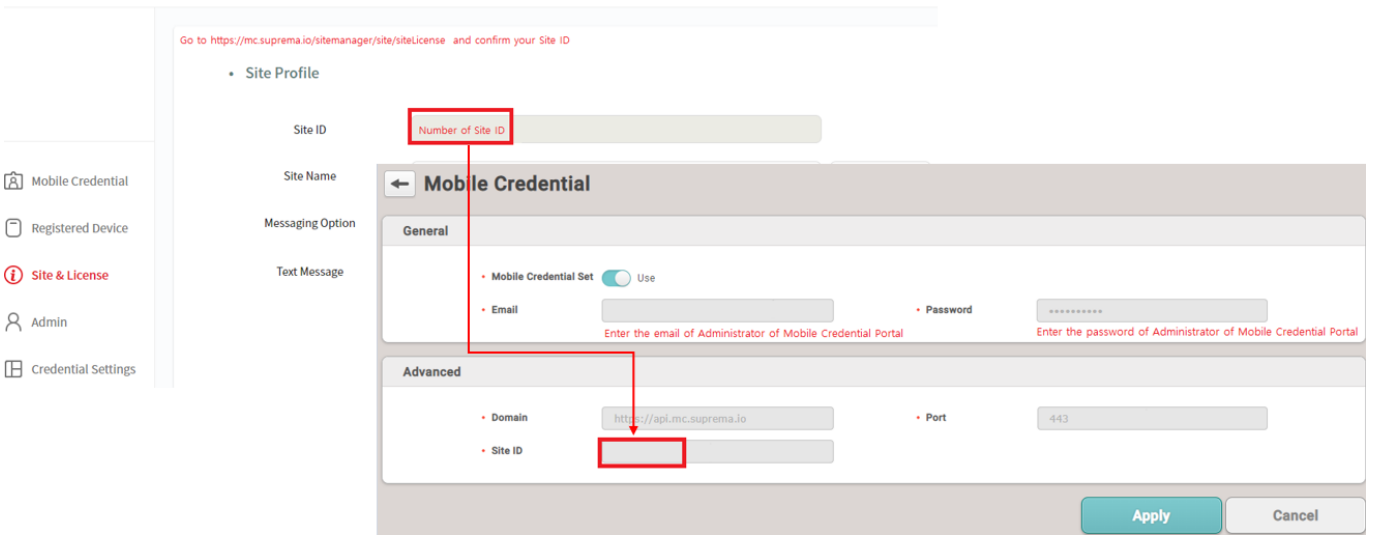 Go to https://mc.suprema.io/sitemanager/site/siteLicense and confirm your Site ID
• Site Profile
Site ID
Number of Site ID
Site Name
Messaging Option
Text Message
Mobile Credential
Registered Device
Site & License
Admin
Credential Settings
Mobile Credential
General
• Mobile Credential Set Use
• Email
• Password ••••••••••
Enter the email of Administrator of Mobile Credential Portal
Enter the password of Administrator of Mobile Credential Portal
Advanced
• Domain https://api.mc.suprema.io
• Port 443
• Site ID
Apply
Cancel